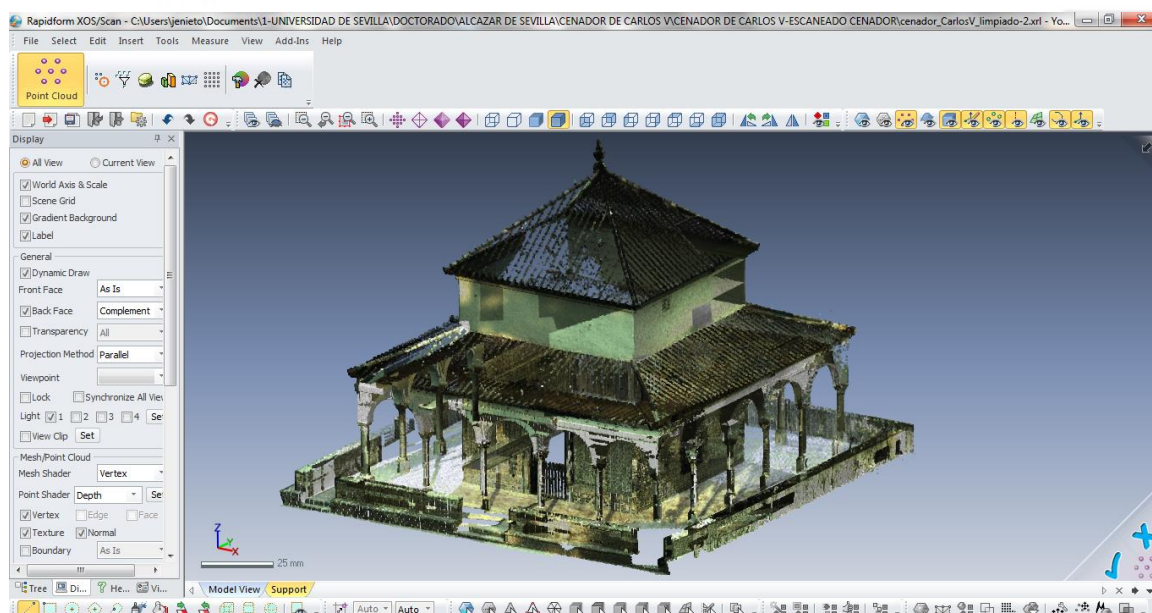 Rapidform XOS/Scan - C:\Users\jenieto\Documents\1-UNIVERSIDAD DE SEVILLA\DOCTORADO\ALCAZAR DE SEVILLA\CENADOR DE CARLOS V\CENADOR DE CARLOS V-ESCANEADO CENADOR\cenador_CarlosV_limpiado-2.xrl - Yo...
File Select Edit Insert Tools Measure View Add-Ins Help
Point Cloud
Display
All View Current View
World Axis & Scale
Scene Grid
Gradient Background
Label
General
Dynamic Draw
Front Face As Is
Back Face Complement
Transparency All
Projection Method Parallel
Viewpoint
Lock Synchronize All Viev
Light 1 2 3 4 Se
View Clip Set
Mesh/Point Cloud
Mesh Shader Vertex
Point Shader Depth Se
Vertex Edge Face
Texture Normal
Boundary As Is
Z
Y
X
25 mm
Tree Di... He... Vi... Model View Support
Auto Auto